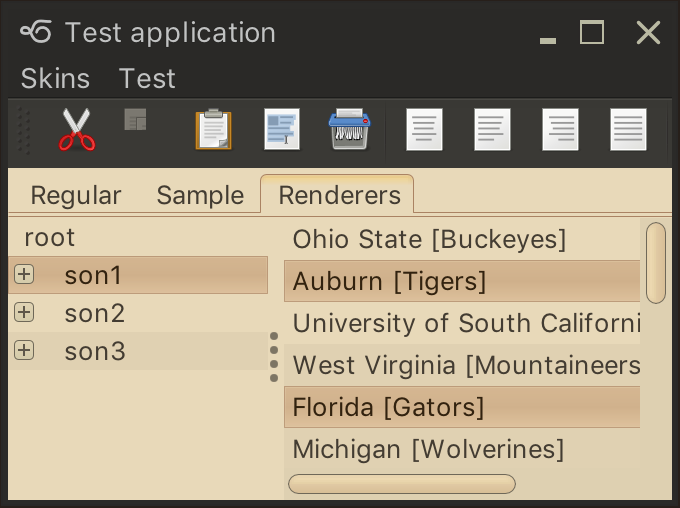 Test application
Skins Test
Regular Sample Renderers
root
son1
son2
son3
Ohio State [Buckeyes]
Auburn [Tigers]
University of South Californi
West Virginia [Mountaineers
Florida [Gators]
Michigan [Wolverines]